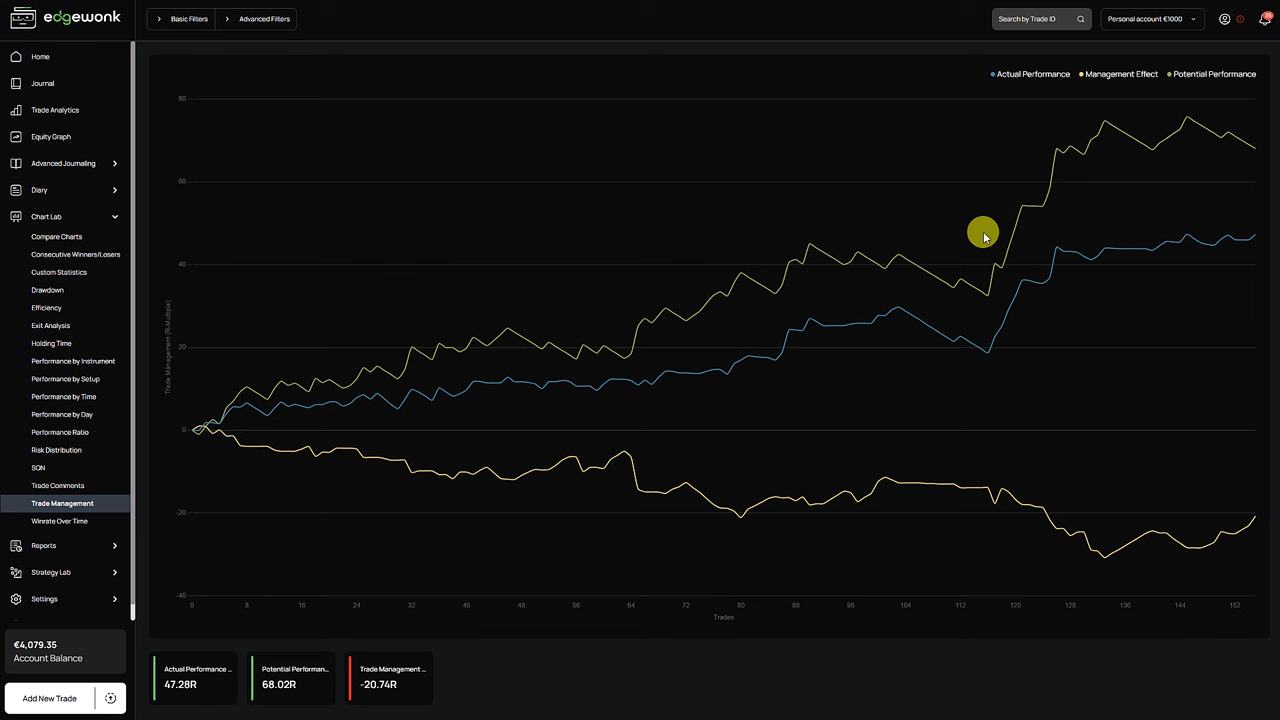 edgewonk
Basic Filters
Advanced Filters
Search by Trade ID
Personal account €1000
Home
Journal
Trade Analytics
Equity Graph
Advanced Journaling
Diary
Chart Lab
Compare Charts
Consecutive Winners/Losers
Custom Statistics
Drawdown
Efficiency
Exit Analysis
Holding Time
Performance by Instrument
Performance by Setup
Performance by Time
Performance by Day
Performance Ratio
Risk Distribution
SQN
Trade Comments
Trade Management
Winrate Over Time
Reports
Strategy Lab
Settings
€4,079.35
Account Balance
Add New Trade
Actual Performance
Management Effect
Potential Performance
80
60
40
20
0
-20
-40
Trade Management (R-Multiple)
0 8 16 24 32 40 48 56 64 72 80 88 96 104 112 120 128 136 144 152
Trades
Actual Performance ...
47.28R
Potential Performan...
68.02R
Trade Management ...
-20.74R